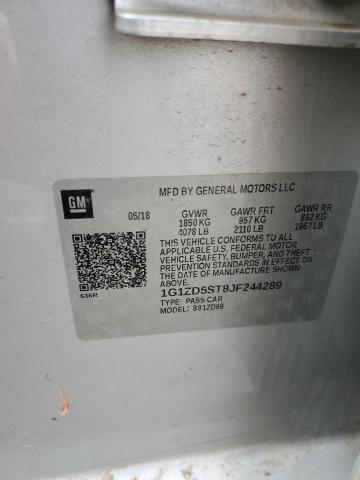 MFD BY GENERAL MOTORS LLC
GM
05/18 GVWR GAWR FRT GAWR RR
1850 KG 957 KG 892 KG
4078 LB 2110 LB 1967 LB
THIS VEHICLE CONFORMS TO ALL
APPLICABLE U.S. FEDERAL MOTOR
VEHICLE SAFETY, BUMPER, AND THEFT
PREVENTION STANDARDS IN EFFECT ON
THE DATE OF MANUFACTURE SHOWN
ABOVE.
636R
1G1ZD5ST8JF244289
TYPE: PASS CAR
MODEL: 891ZD69